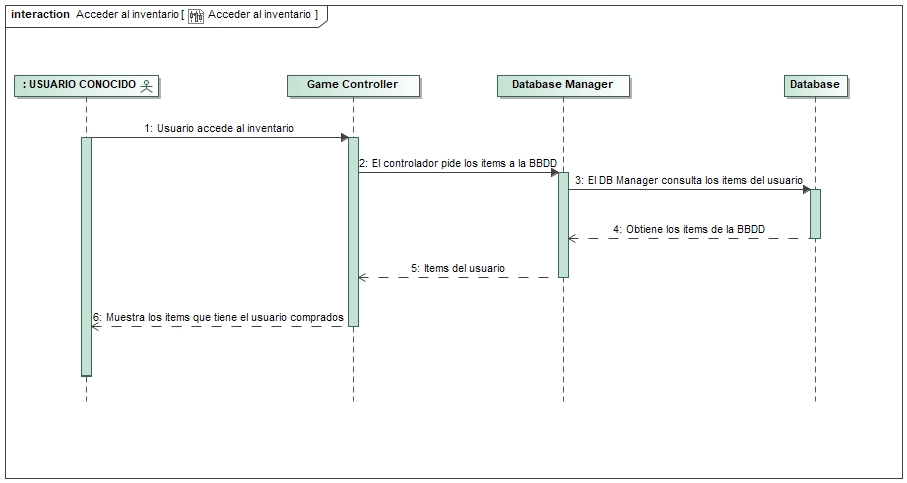 interaction Acceder al inventario [ Acceder al inventario ]
: USUARIO CONOCIDO
Game Controller
Database Manager
Database
1: Usuario accede al inventario
2: El controlador pide los items a la BBDD
3: El DB Manager consulta los items del usuario
4: Obtiene los items de la BBDD
5: Items del usuario
6: Muestra los items que tiene el usuario comprados